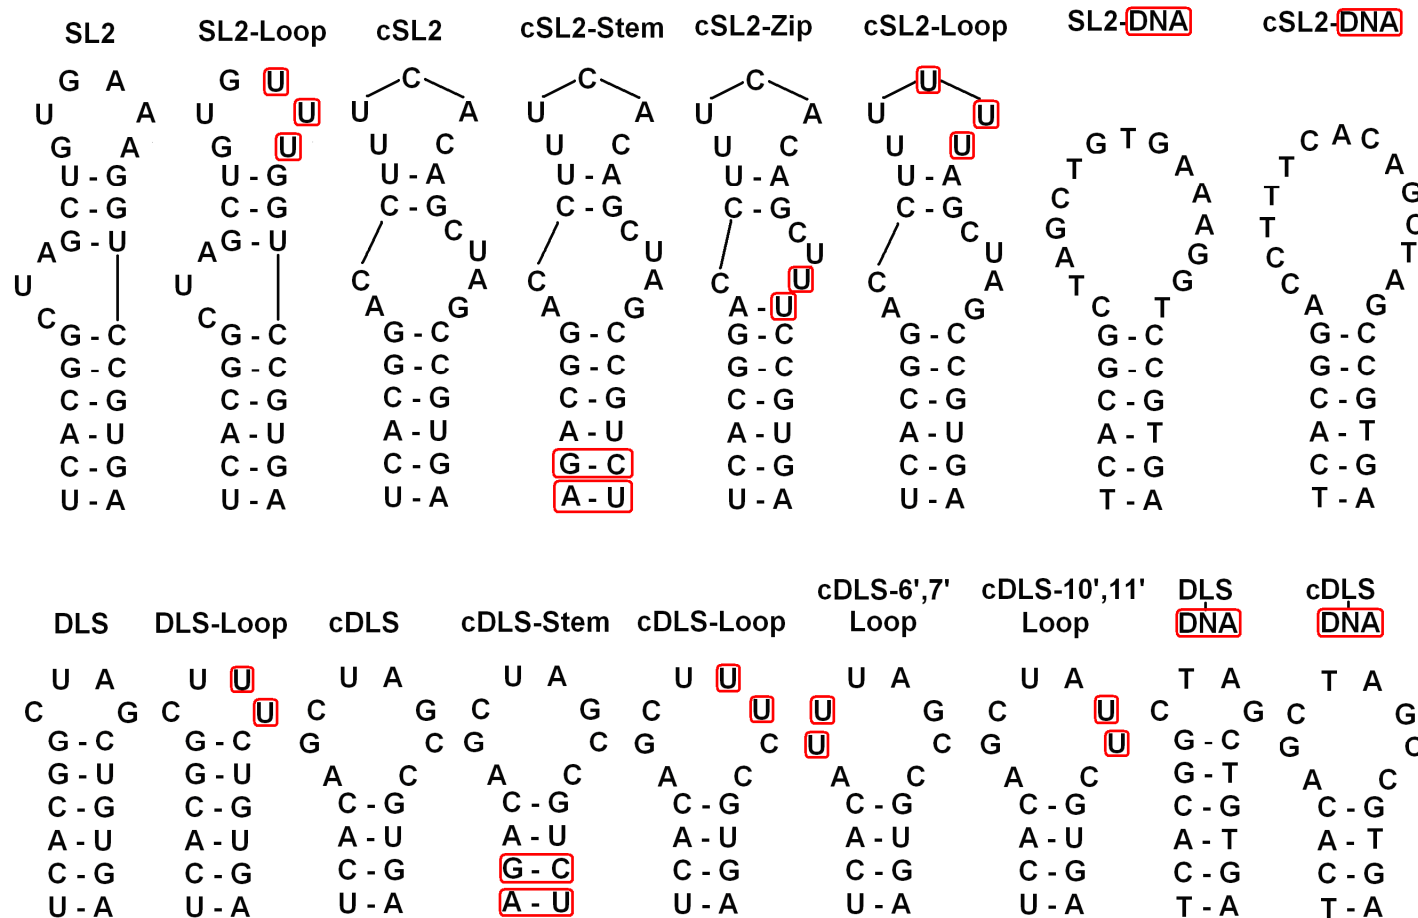 SL2
G A
U A
G A
U - G
C - G
A G - U
U
C
G - C
G - C
C - G
A - U
C - G
U - A
SL2-Loop
G U
U U
G U
U - G
C - G
A G - U
U
C
G - C
G - C
C - G
A - U
C - G
U - A
cSL2
C
U A
U C
U - A
C - G
C
U
C A
A G
G - C
G - C
C - G
A - U
C - G
U - A
cSL2-Stem
C
U A
U C
U - A
C - G
C
U
C A
A G
G - C
G - C
C - G
A - U
G - C
A - U
cSL2-Zip
C
U A
U C
U - A
C - G
C
U
C U
A - U
G - C
G - C
C - G
A - U
C - G
U - A
cSL2-Loop
U
U U
U U
U - A
C - G
C
U
C A
A G
G - C
G - C
C - G
A - U
C - G
U - A
SL2-DNA
G T G
T A
C A
G A
A G
T G
C T
G - C
G - C
C - G
A - T
C - G
T - A
cSL2-DNA
C A C
T A
T G
T C
C T
C A
A G
G - C
G - C
C - G
A - T
C - G
T - A
DLS
U A
C G
G - C
G - U
C - G
A - U
C - G
U - A
DLS-Loop
U U
C U
G - C
G - U
C - G
A - U
C - G
U - A
cDLS
U A
C G
G C
A C
C - G
A - U
C - G
U - A
cDLS-Stem
U A
C G
G C
A C
C - G
A - U
G - C
A - U
cDLS-Loop
U U
C U
G C
A C
C - G
A - U
C - G
U - A
cDLS-6',7'
Loop
U A
U G
U C
A C
C - G
A - U
C - G
U - A
cDLS-10',11'
Loop
U A
C U
G U
A C
C - G
A - U
C - G
U - A
DLS
DNA
T A
C G
G - C
G - T
C - G
A - T
C - G
T - A
cDLS
DNA
T A
C G
G C
A C
C - G
A - T
C - G
T - A